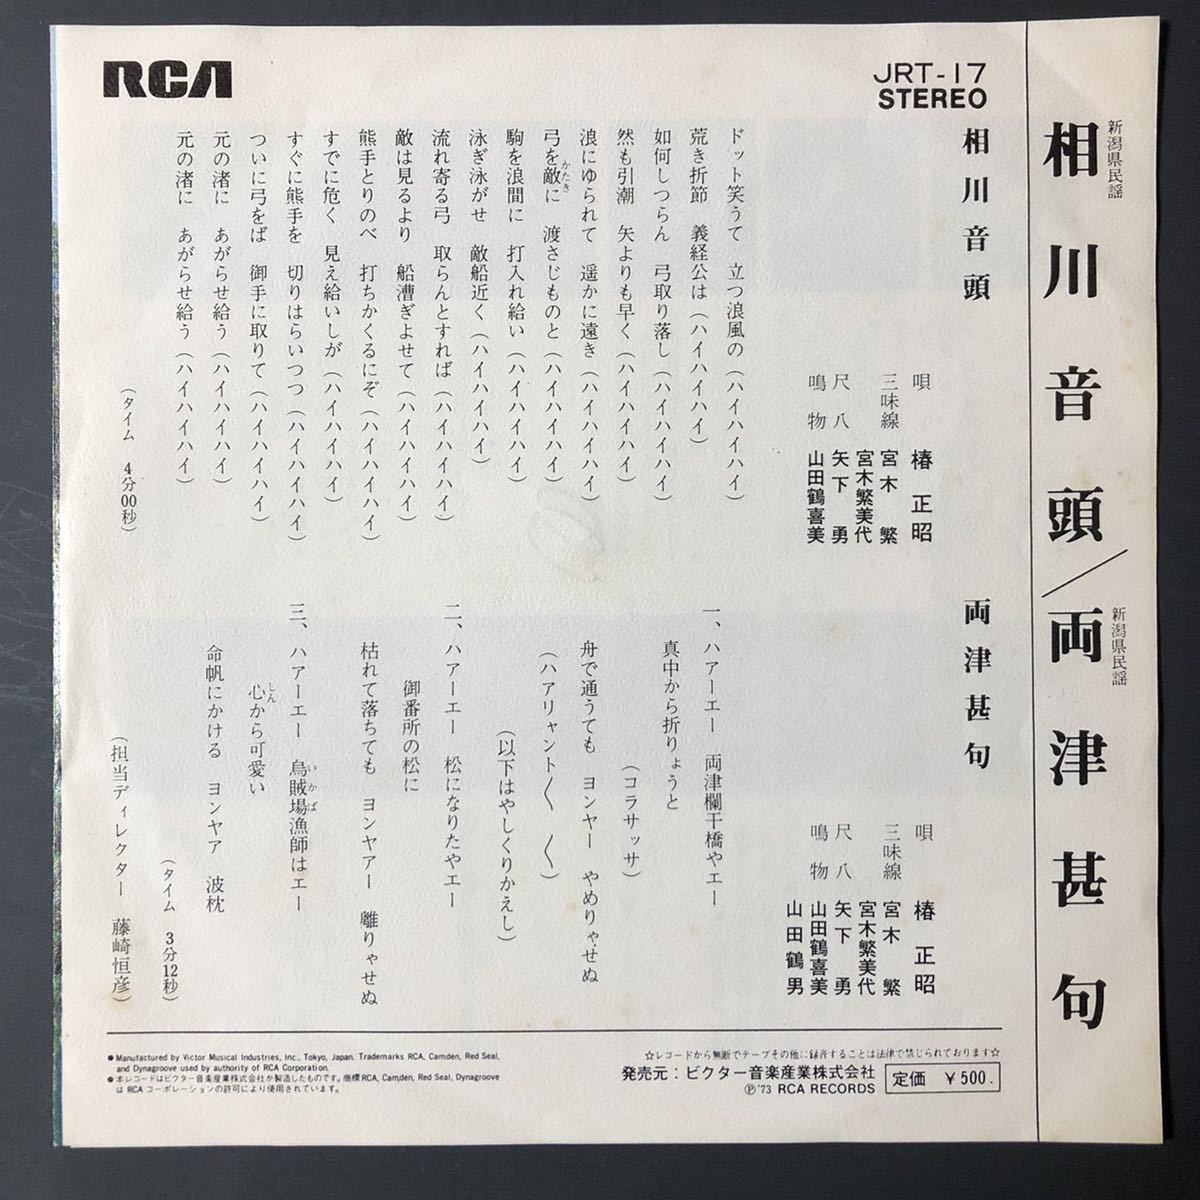 新潟県民謡
相川音頭／両津甚句
新潟県民謡
RCA
JRT-17
STEREO
相川音頭
唄 椿正昭
三味線 宮木繁
宮木繁美代
尺八 矢下勇
鳴物 山田鶴喜美
ドット笑うて 立つ浪風の（ハイハイハイ）
荒き折節 義経公は（ハイハイハイ）
如何しつらん 弓取り落し（ハイハイハイ）
然も引潮 矢よりも早く（ハイハイハイ）
浪にゆられて 遥かに遠き（ハイハイハイ）
弓を敵に 渡さじものと（ハイハイハイ）
かたき
駒を浪間に 打入れ給い（ハイハイハイ）
泳ぎ泳がせ 敵船近く（ハイハイハイ）
流れ寄る弓 取らんとすれば（ハイハイハイ）
敵は見るより 船漕ぎよせて（ハイハイハイ）
熊手とりのべ 打ちかくるにぞ（ハイハイハイ）
すでに危く 見え給いしが（ハイハイハイ）
すぐに熊手を 切りはらいつつ（ハイハイハイ）
ついに弓をば 御手に取りて（ハイハイハイ）
元の渚に あがらせ給う（ハイハイハイ）
元の渚に あがらせ給う（ハイハイハイ）
（タイム 4分00秒）
両津甚句
唄 椿正昭
三味線 宮木繁
宮木繁美代
尺八 矢下勇
鳴物 山田鶴喜美
山田鶴男
一、ハアーエー 両津欄干橋やエー
真中から折りょうと
（コラサッサ）
舟で通うても ヨンヤー やめりゃせぬ
（ハアリャントく く）
（以下はやしくりかえし）
二、ハアーエー 松になりたやエー
御番所の松に
枯れて落ちても ヨンヤアー 離りゃせぬ
三、ハアーエー 烏賊場漁師はエー
いかば
心から可愛い
しん
命帆にかける ヨンヤア 波枕
（タイム 3分12秒）
（担当ディレクター 藤崎恒彦）
●Manufactured by Victor Musical Industries, Inc., Tokyo, Japan. Trademarks RCA, Camden, Red Seal,
and Dynagroove used by authority of RCA Corporation.
●本レコードはビクター音楽産業株式会社が製造したものです。商標RCA, Camden, Red Seal, Dynagroove
は RCA コーポレーションの許可により使用されています。
☆レコードから無断でテープその他に録音することは法律で禁じられております☆
発売元：ビクター音楽産業株式会社
Ⓟ'73 RCA RECORDS
定価 ￥500.